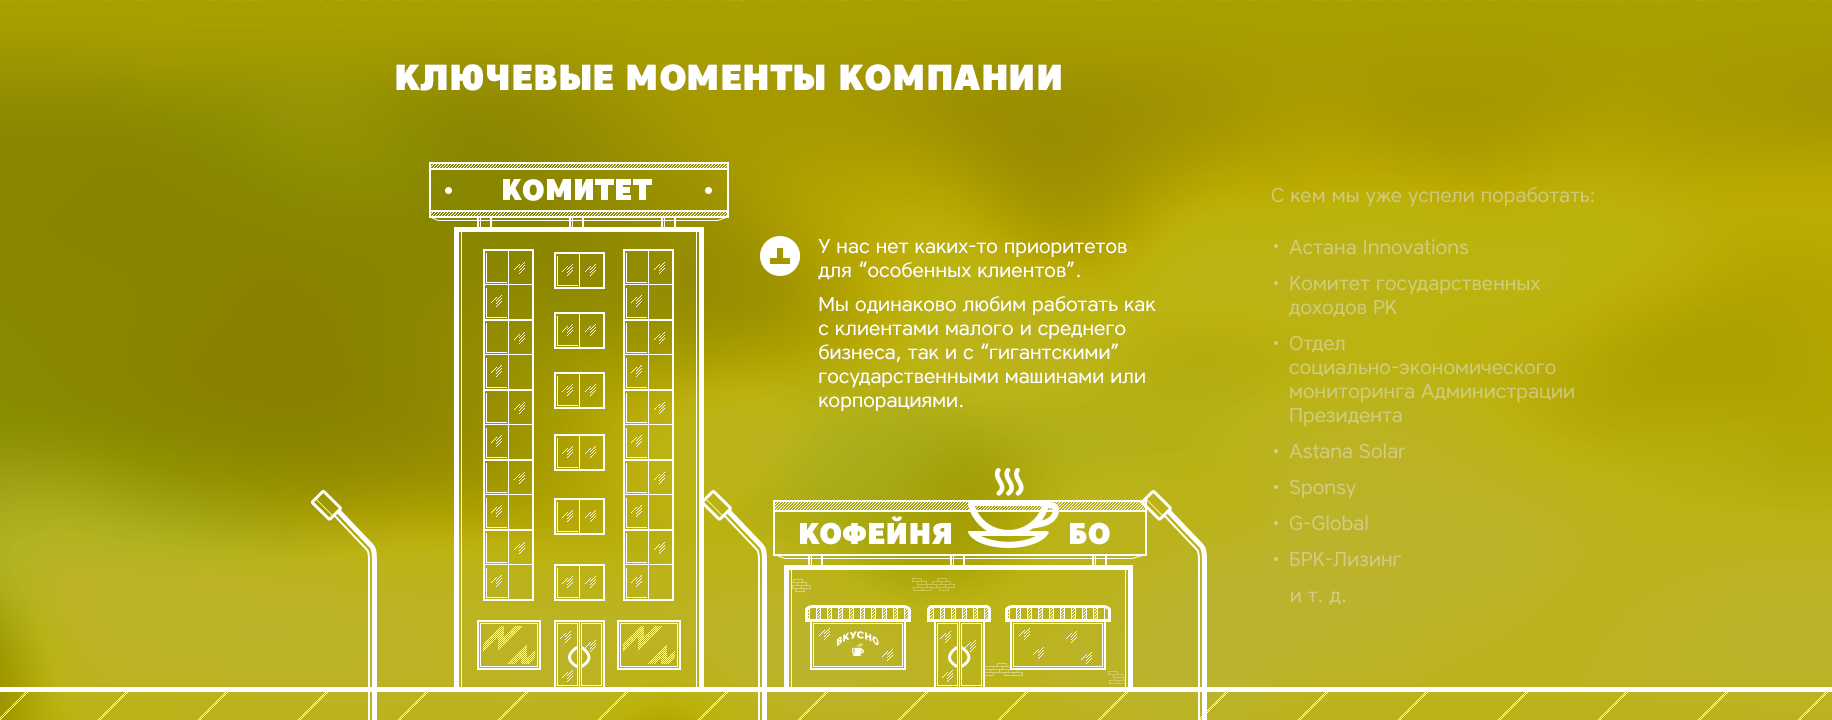 КЛЮЧЕВЫЕ МОМЕНТЫ КОМПАНИИ
КОМИТЕТ
У нас нет каких-то приоритетов
для “особенных клиентов”.
Мы одинаково любим работать как
с клиентами малого и среднего
бизнеса, так и с “гигантскими”
государственными машинами или
корпорациями.
КОФЕЙНЯ БО
ВКУСНО
С кем мы уже успели поработать:
• Астана Innovations
• Комитет государственных
доходов РК
• Отдел
социально-экономического
мониторинга Администрации
Президента
• Astana Solar
• Sponsy
• G-Global
• БРК-Лизинг
и т. д.